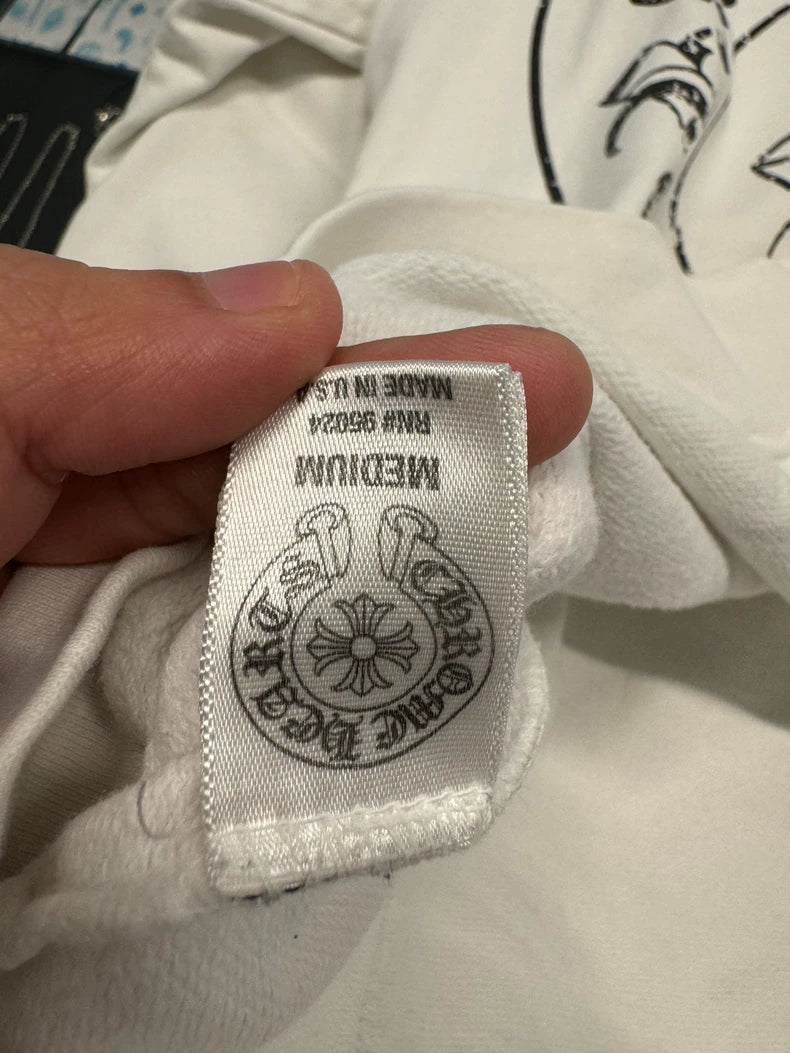 CHROME HEARTS
MEDIUM
RN# 95024
MADE IN U.S.A